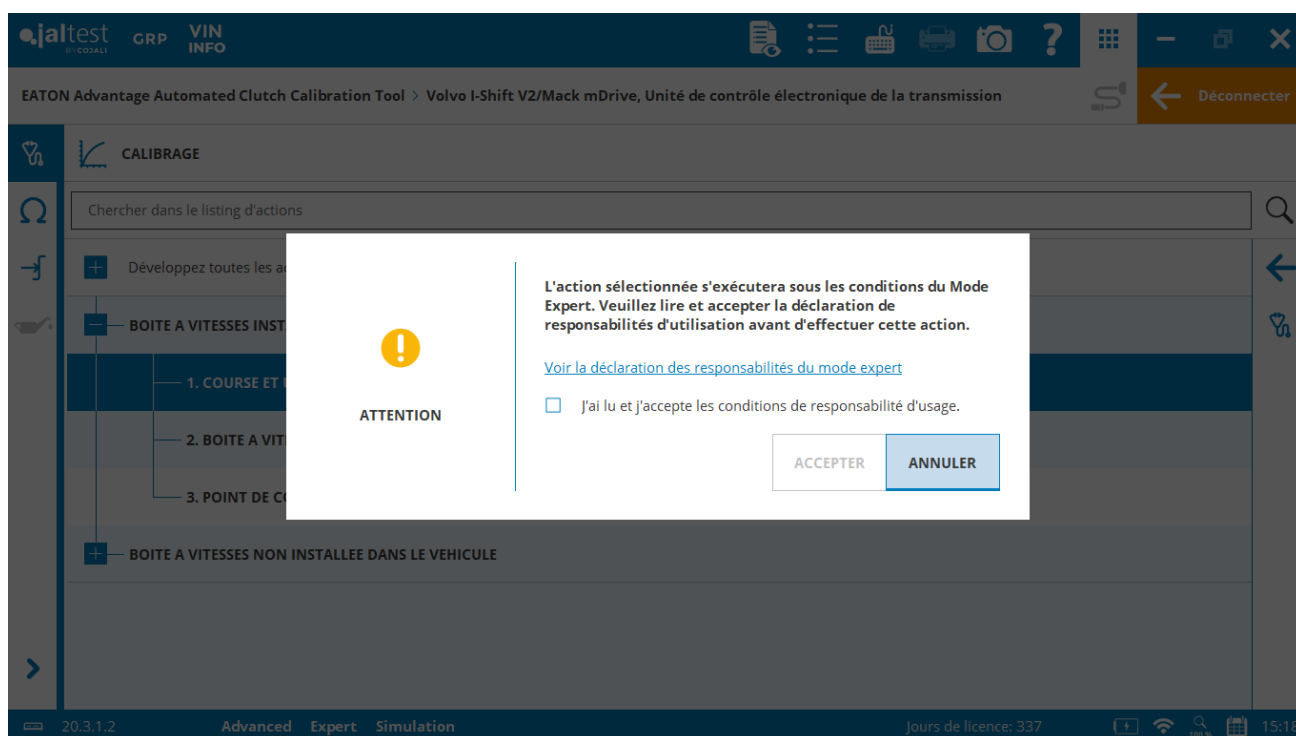 jaltest
BY COJALI
GRP
VIN
INFO
?
EATON Advantage Automated Clutch Calibration Tool > Volvo I-Shift V2/Mack mDrive, Unité de contrôle électronique de la transmission
Déconnecter
CALIBRAGE
Chercher dans le listing d'actions
Développez toutes les a
BOITE A VITESSES INST
1. COURSE ET
2. BOITE A VIT
3. POINT DE C
BOITE A VITESSES NON INSTALLEE DANS LE VEHICULE
ATTENTION
L'action sélectionnée s'exécutera sous les conditions du Mode
Expert. Veuillez lire et accepter la déclaration de
responsabilités d'utilisation avant d'effectuer cette action.
Voir la déclaration des responsabilités du mode expert
J'ai lu et j'accepte les conditions de responsabilité d'usage.
ACCEPTER
ANNULER
20.3.1.2 Advanced Expert Simulation Jours de licence: 337 100 % 15:18